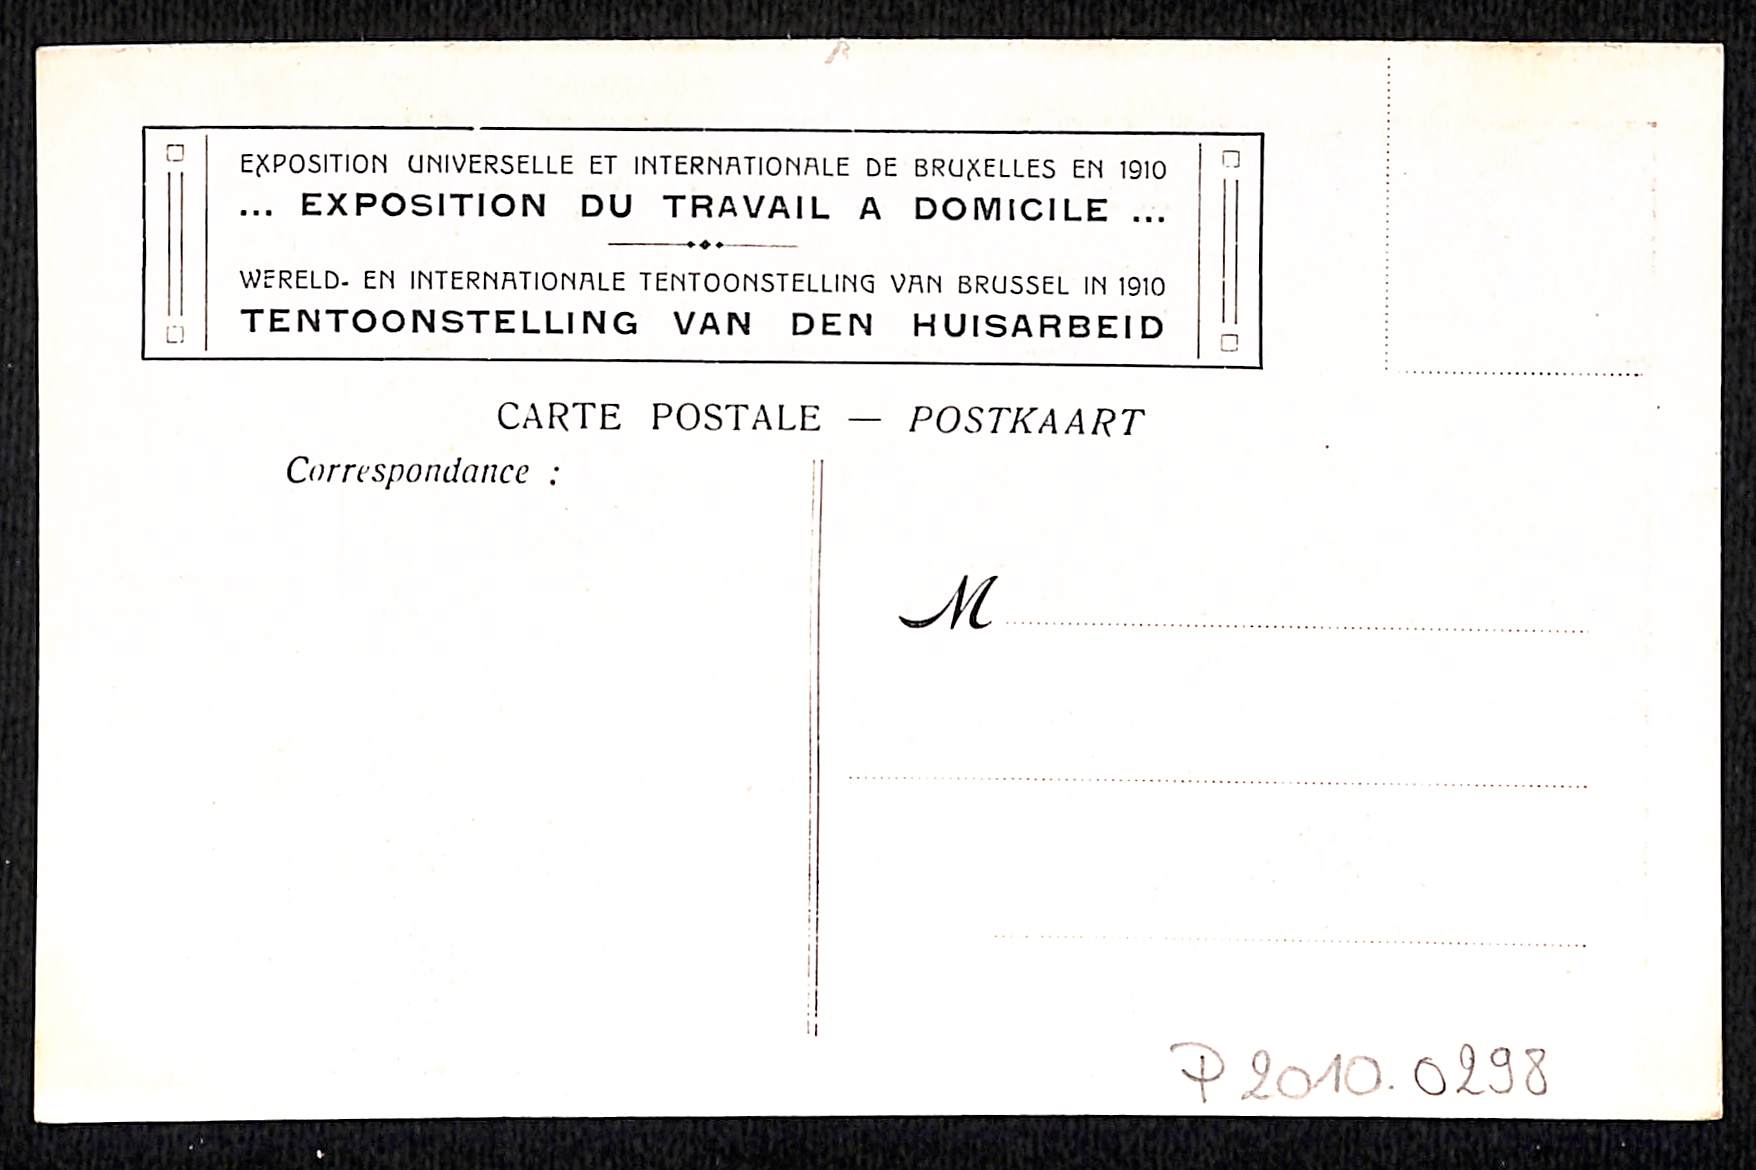 EXPOSITION UNIVERSELLE ET INTERNATIONALE DE BRUXELLES EN 1910
... EXPOSITION DU TRAVAIL A DOMICILE ...
WERELD- EN INTERNATIONALE TENTOONSTELLING VAN BRUSSEL IN 1910
TENTOONSTELLING VAN DEN HUISARBEID
CARTE POSTALE — POSTKAART
Correspondance :
M
P 2010.0298